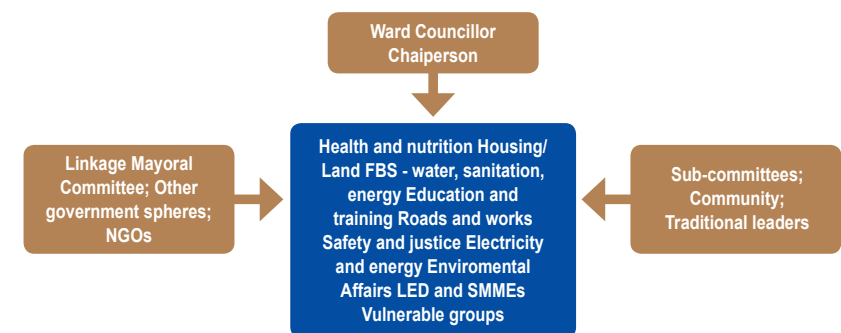 Ward Councillor
Chaiperson
Linkage Mayoral
Committee; Other
government spheres;
NGOs
Health and nutrition Housing/
Land FBS - water, sanitation,
energy Education and
training Roads and works
Safety and justice Electricity
and energy Enviromental
Affairs LED and SMMEs
Vulnerable groups
Sub-committees;
Community;
Traditional leaders